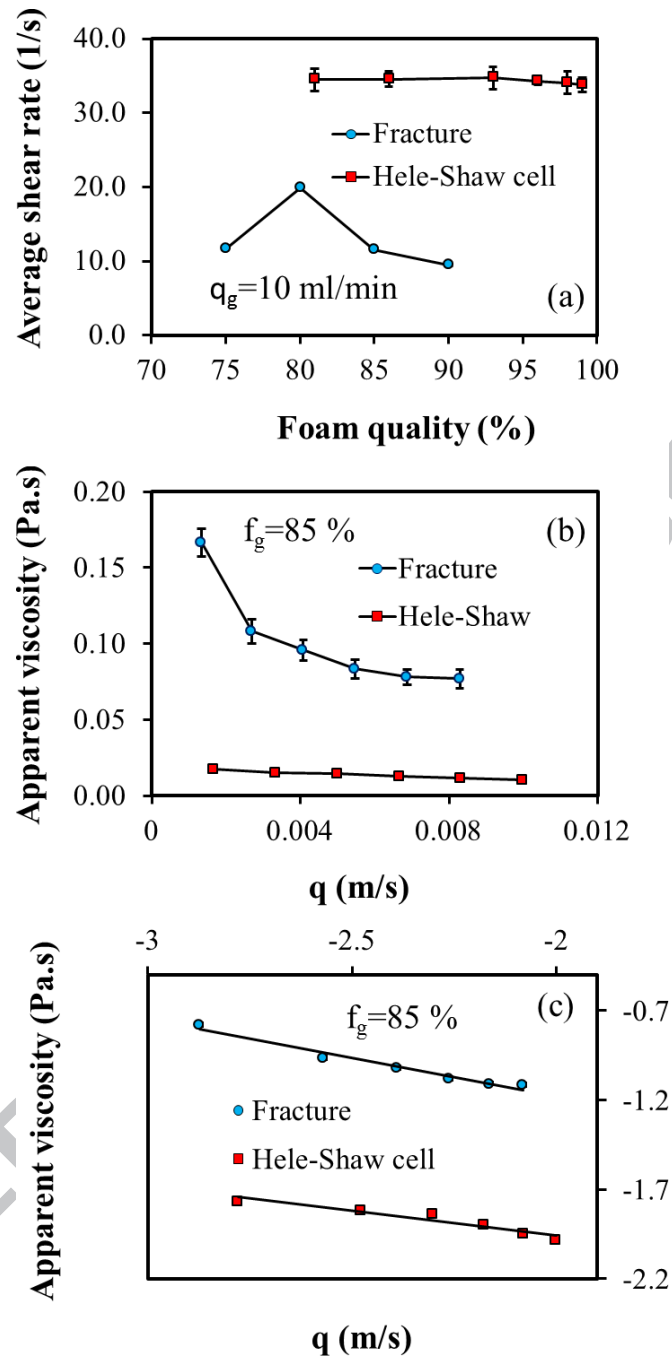 Average shear rate (1/s)
40.0
30.0
20.0
10.0
0.0
Fracture
Hele-Shaw cell
qg=10 ml/min
(a)
70 75 80 85 90 95 100
Foam quality (%)
Apparent viscosity (Pa.s)
0.20
0.15
0.10
0.05
0.00
fg=85 %
(b)
Fracture
Hele-Shaw
0 0.004 0.008 0.012
q (m/s)
-3 -2.5 -2
Apparent viscosity (Pa.s)
fg=85 %
(c)
-0.7
-1.2
-1.7
-2.2
Fracture
Hele-Shaw cell
q (m/s)